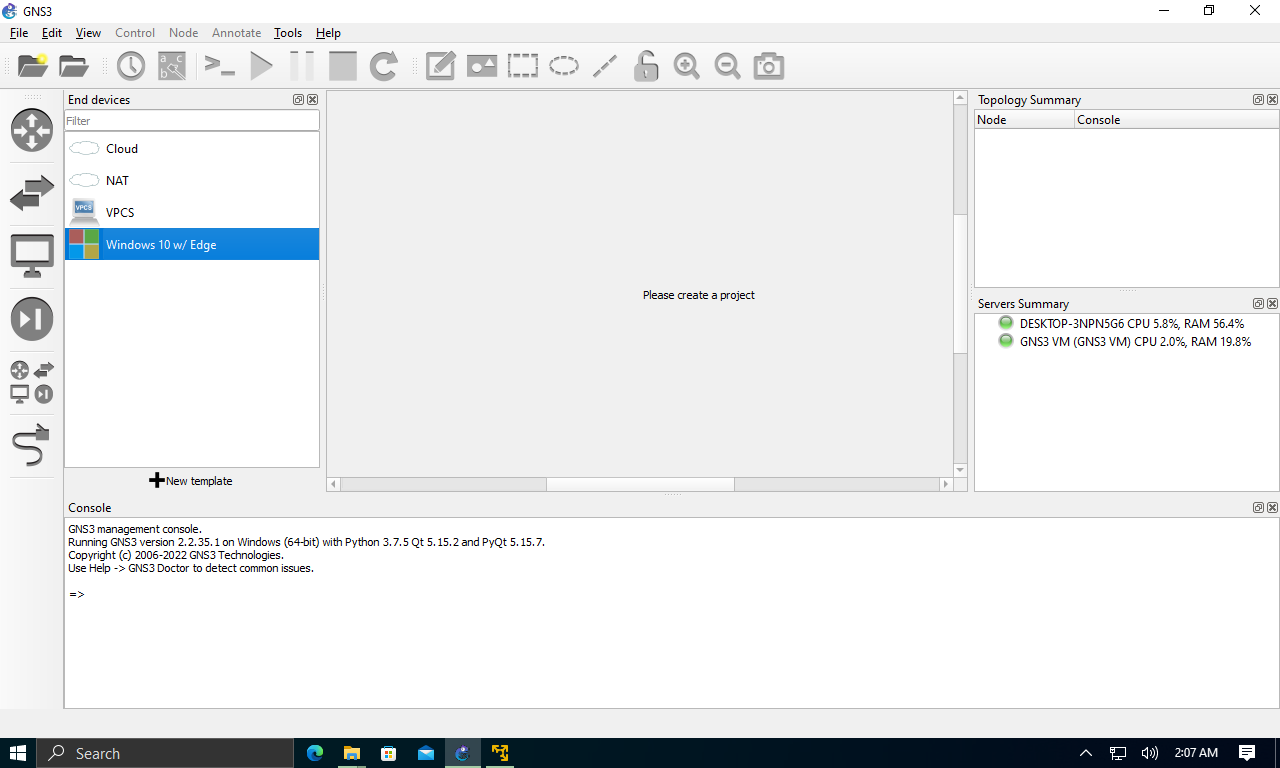 GNS3
File Edit View Control Node Annotate Tools Help
End devices
Filter
Cloud
NAT
VPCS
VPCS
Windows 10 w/ Edge
New template
Please create a project
Topology Summary
Node Console
Servers Summary
DESKTOP-3NPN5G6 CPU 5.8%, RAM 56.4%
GNS3 VM (GNS3 VM) CPU 2.0%, RAM 19.8%
Console
GNS3 management console.
Running GNS3 version 2.2.35.1 on Windows (64-bit) with Python 3.7.5 Qt 5.15.2 and PyQt 5.15.7.
Copyright (c) 2006-2022 GNS3 Technologies.
Use Help -> GNS3 Doctor to detect common issues.
=>
Search
2:07 AM